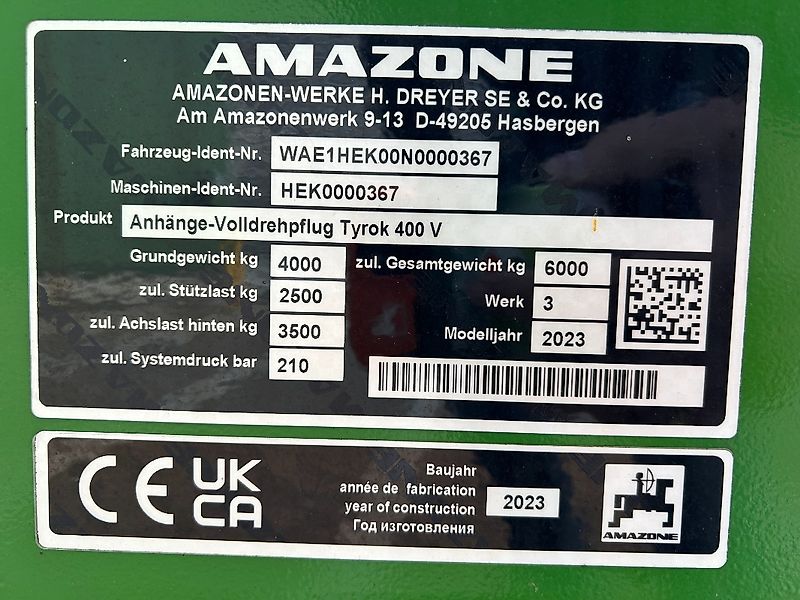 AMAZONE
AMAZONEN-WERKE H. DREYER SE & Co. KG
Am Amazonenwerk 9-13 D-49205 Hasbergen
Fahrzeug-Ident-Nr. WAE1HEK00N0000367
Maschinen-Ident-Nr. HEK0000367
Produkt Anhänge-Volldrehpflug Tyrok 400 V
Grundgewicht kg 4000 zul. Gesamtgewicht kg 6000
zul. Stützlast kg 2500 Werk 3
zul. Achslast hinten kg 3500 Modelljahr 2023
zul. Systemdruck bar 210
CE UK CA
Baujahr
année de fabrication
year of construction 2023
Год изготовления
AMAZONE